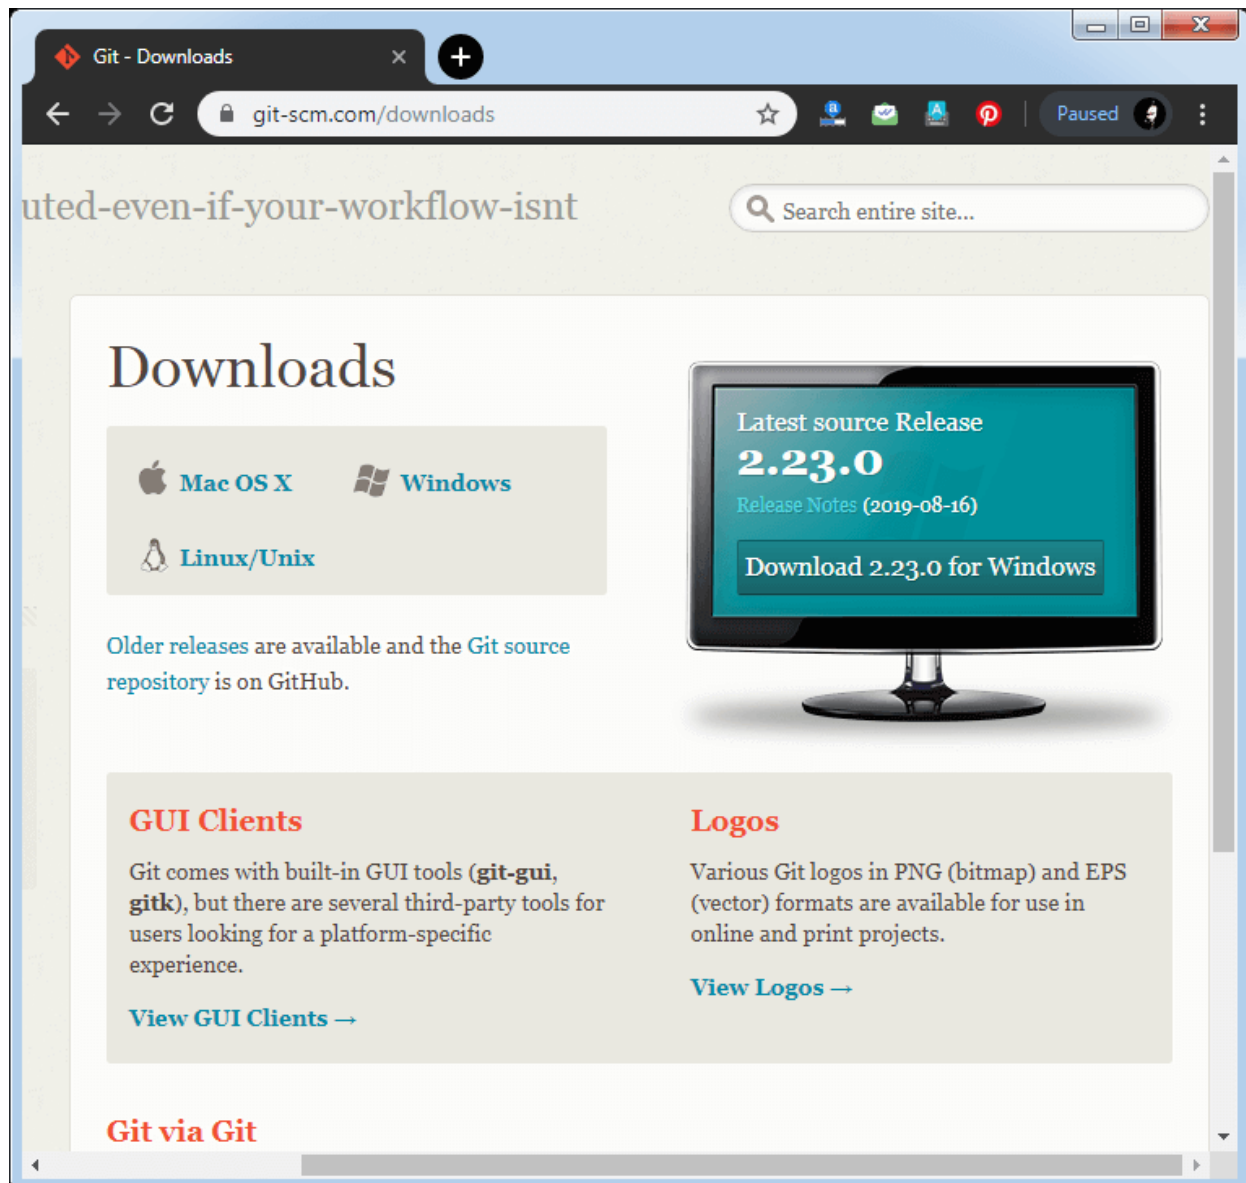 Git - Downloads
git-scm.com/downloads
Paused
uted-even-if-your-workflow-isnt
Search entire site...
Downloads
Mac OS X
Windows
Linux/Unix
Older releases are available and the Git source
repository is on GitHub.
Latest source Release
2.23.0
Release Notes (2019-08-16)
Download 2.23.0 for Windows
GUI Clients
Git comes with built-in GUI tools (git-gui,
gitk), but there are several third-party tools for
users looking for a platform-specific
experience.
View GUI Clients →
Logos
Various Git logos in PNG (bitmap) and EPS
(vector) formats are available for use in
online and print projects.
View Logos →
Git via Git